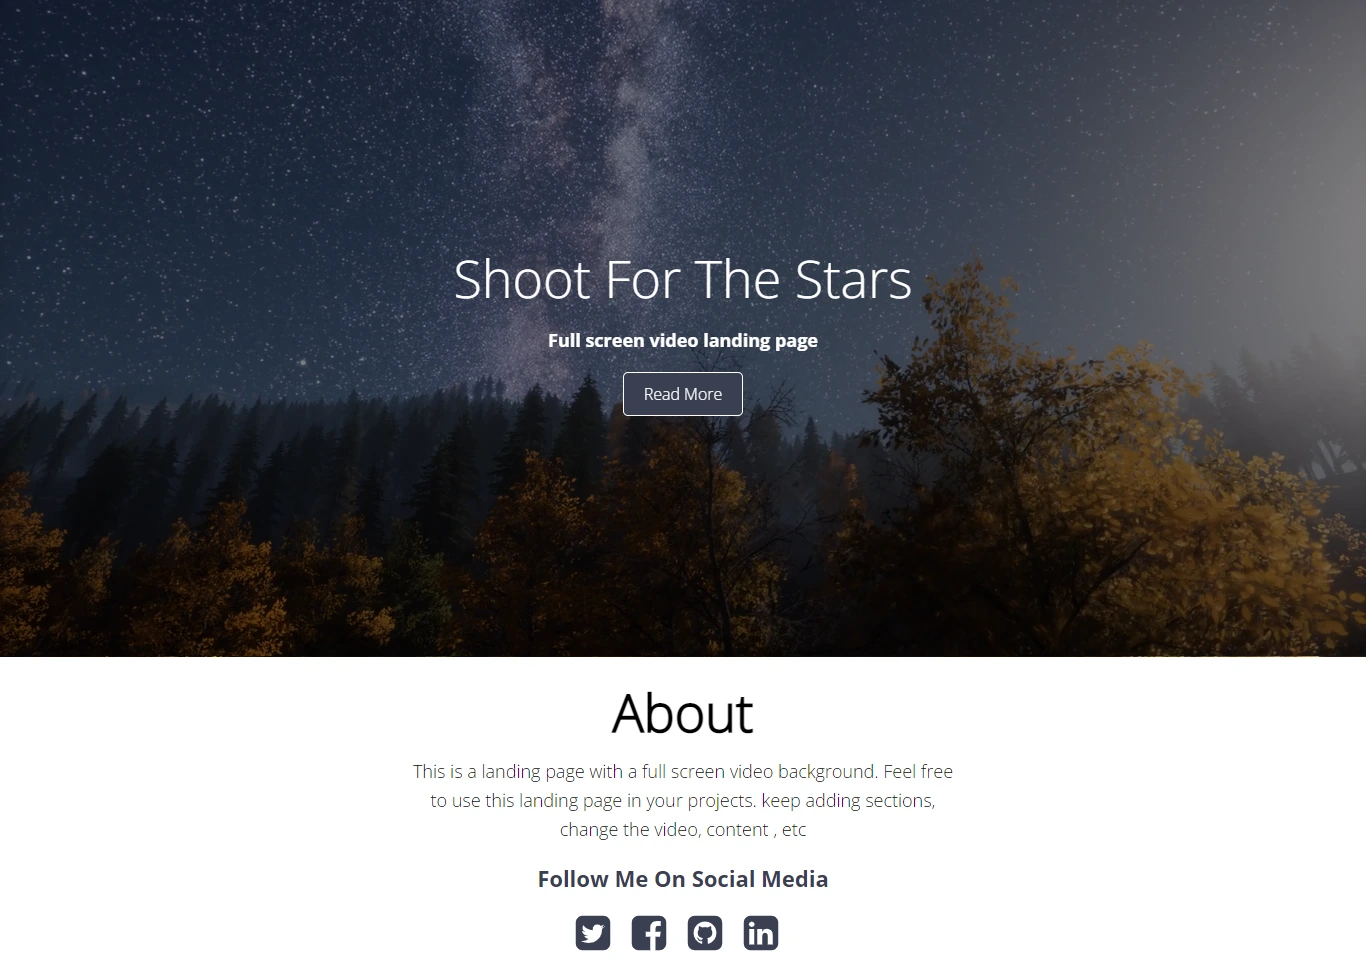 Shoot For The Stars
Full screen video landing page
Read More
About
This is a landing page with a full screen video background. Feel free
to use this landing page in your projects. keep adding sections,
change the video, content , etc
Follow Me On Social Media